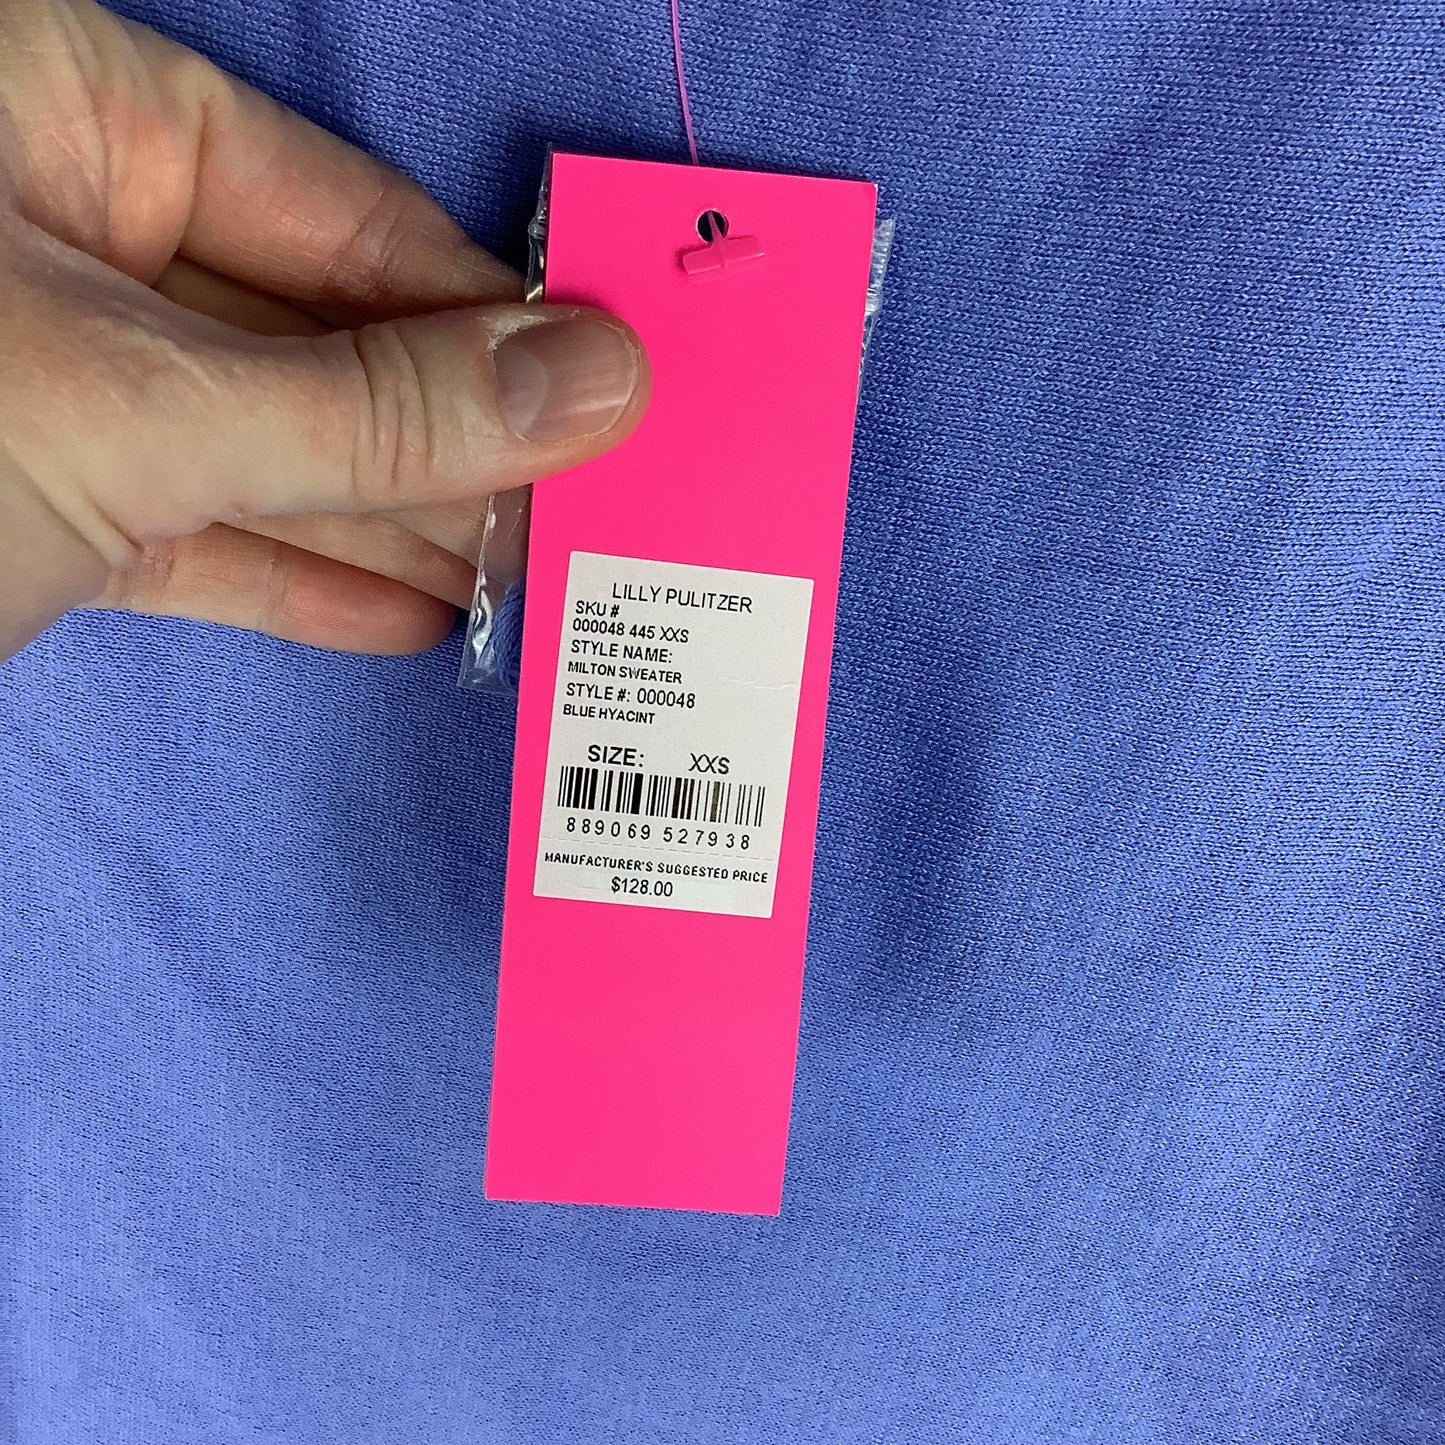 LILLY PULITZER
SKU #
000048 445 XXS
STYLE NAME:
MILTON SWEATER
STYLE #: 000048
BLUE HYACINT
SIZE: XXS
889069 527938
MANUFACTURER'S SUGGESTED PRICE
$128.00